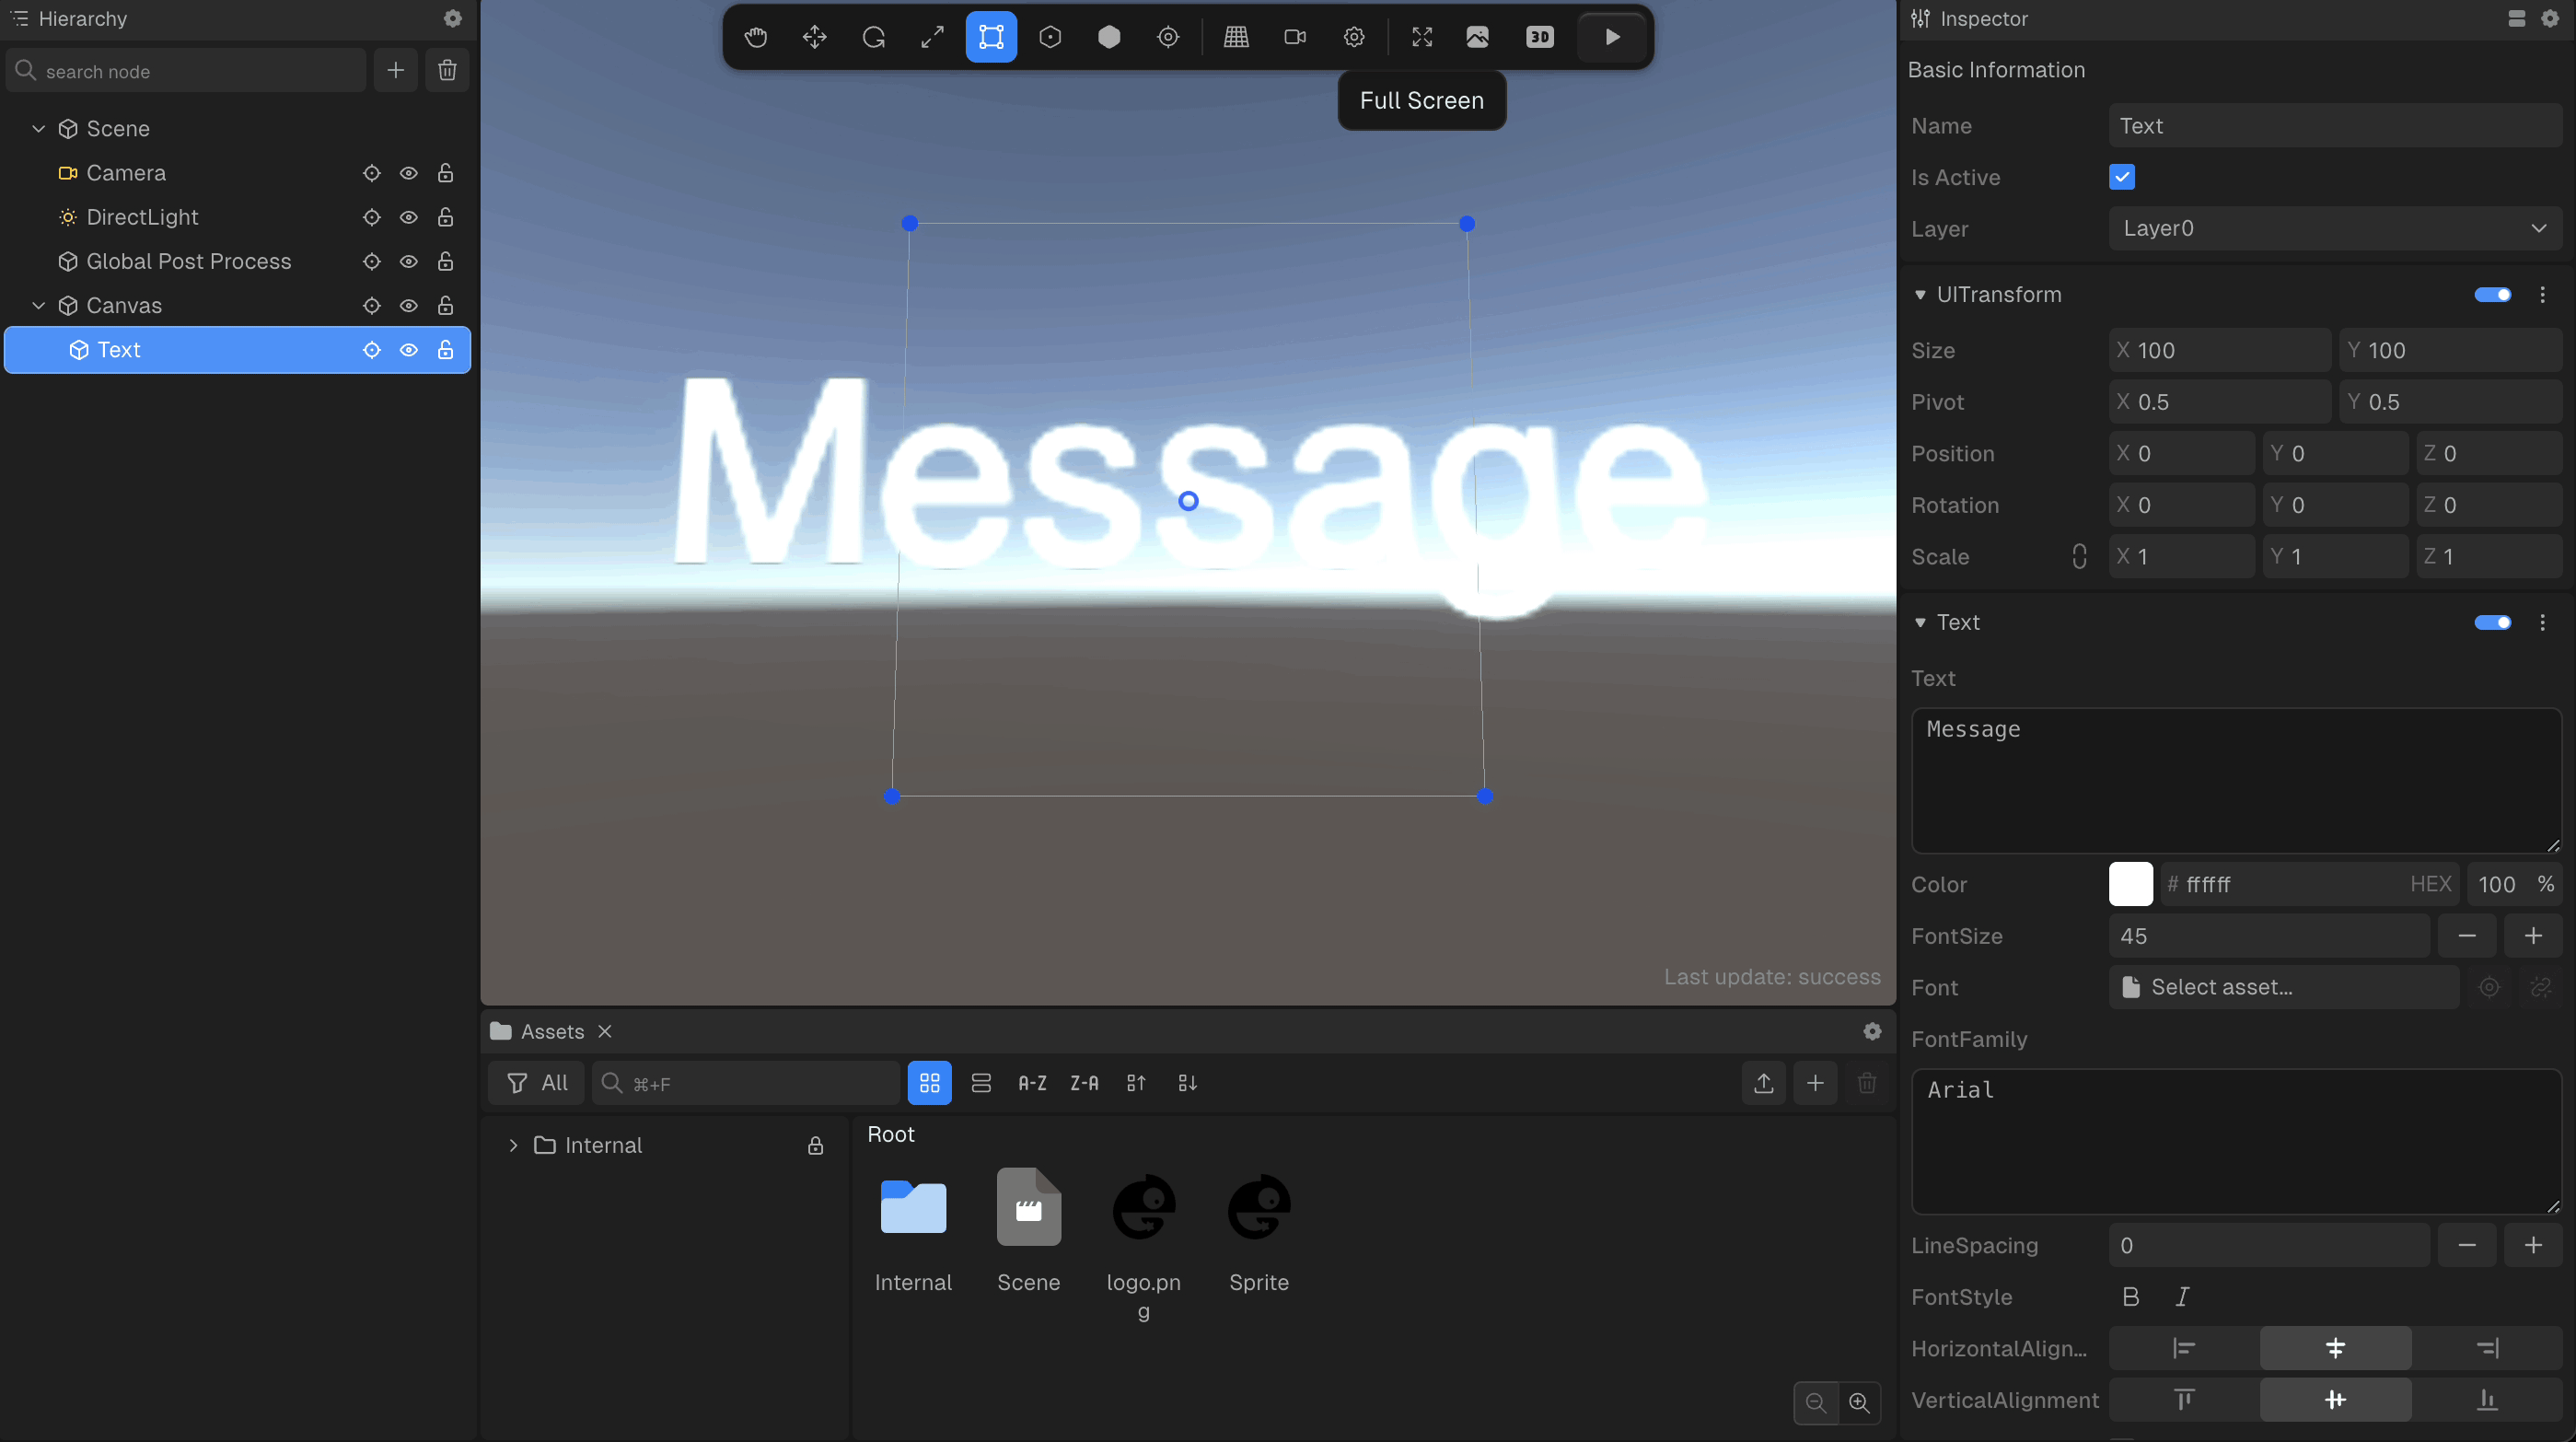 Hierarchy
search node
Scene
Camera
DirectLight
Global Post Process
Canvas
Text
3D
Full Screen
Message
Last update: success
Assets
All
⌘+F
A-Z
Z-A
Internal
Root
Internal
Scene
logo.pn
g
Sprite
Inspector
Basic Information
Name Text
Is Active
Layer Layer0
UITransform
Size X 100 Y 100
Pivot X 0.5 Y 0.5
Position X 0 Y 0 Z 0
Rotation X 0 Y 0 Z 0
Scale X 1 Y 1 Z 1
Text
Text
Message
Color # ffffff HEX 100 %
FontSize 45
Font Select asset...
FontFamily
Arial
LineSpacing 0
FontStyle B I
HorizontalAlign...
VerticalAlignment